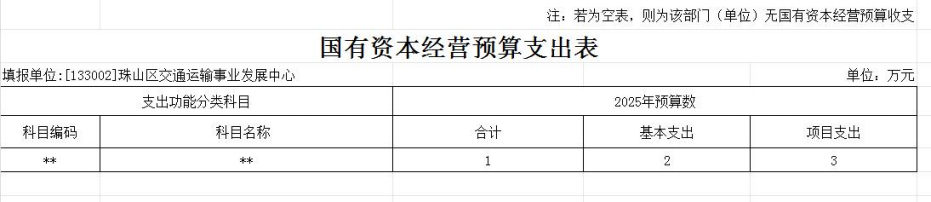 注：若为空表，则为该部门（单位）无国有资本经营预算收支
国有资本经营预算支出表
填报单位:[133002]珠山区交通运输事业发展中心 单位：万元
支出功能分类科目 2025年预算数
科目编码 科目名称 合计 基本支出 项目支出
** ** 1 2 3